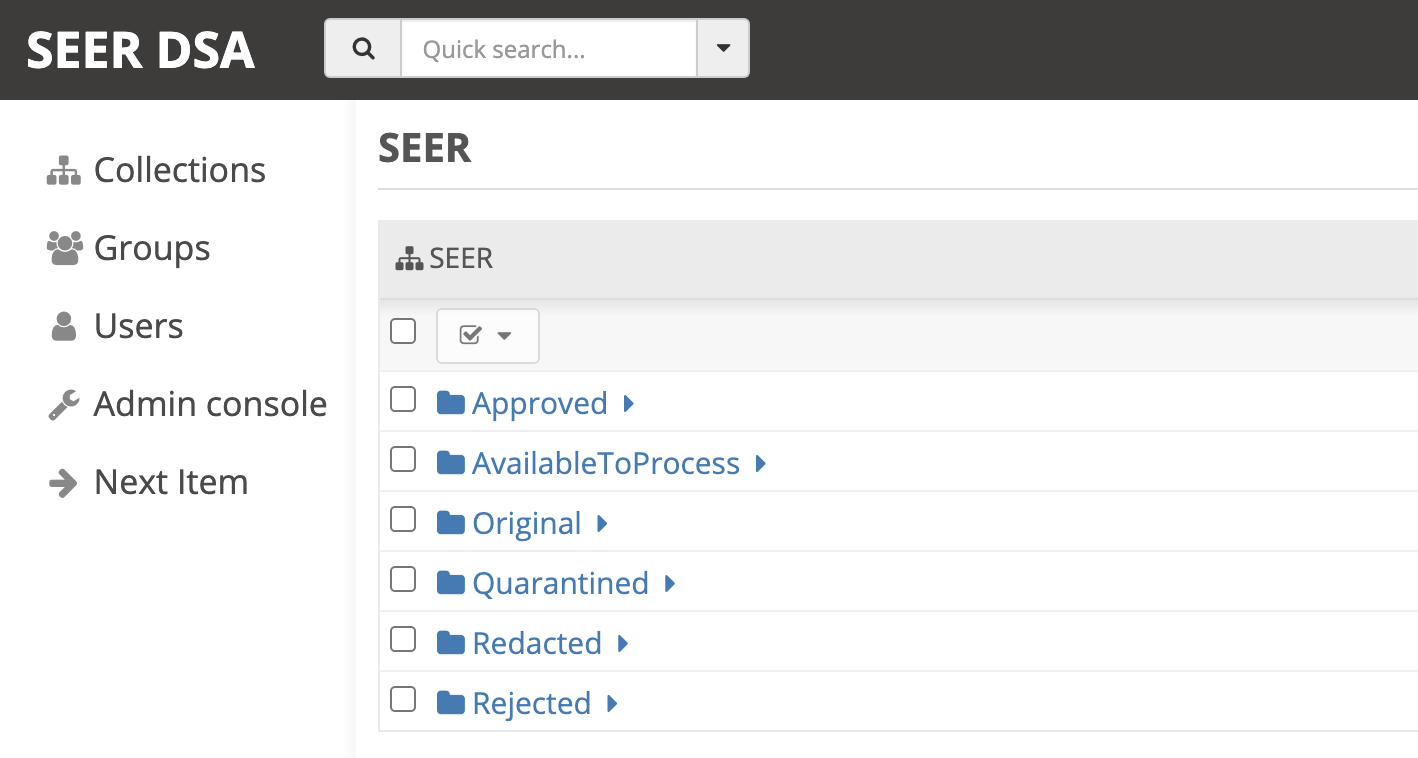 SEER DSA
Quick search...
Collections
Groups
Users
Admin console
Next Item
SEER
SEER
Approved
AvailableToProcess
Original
Quarantined
Redacted
Rejected